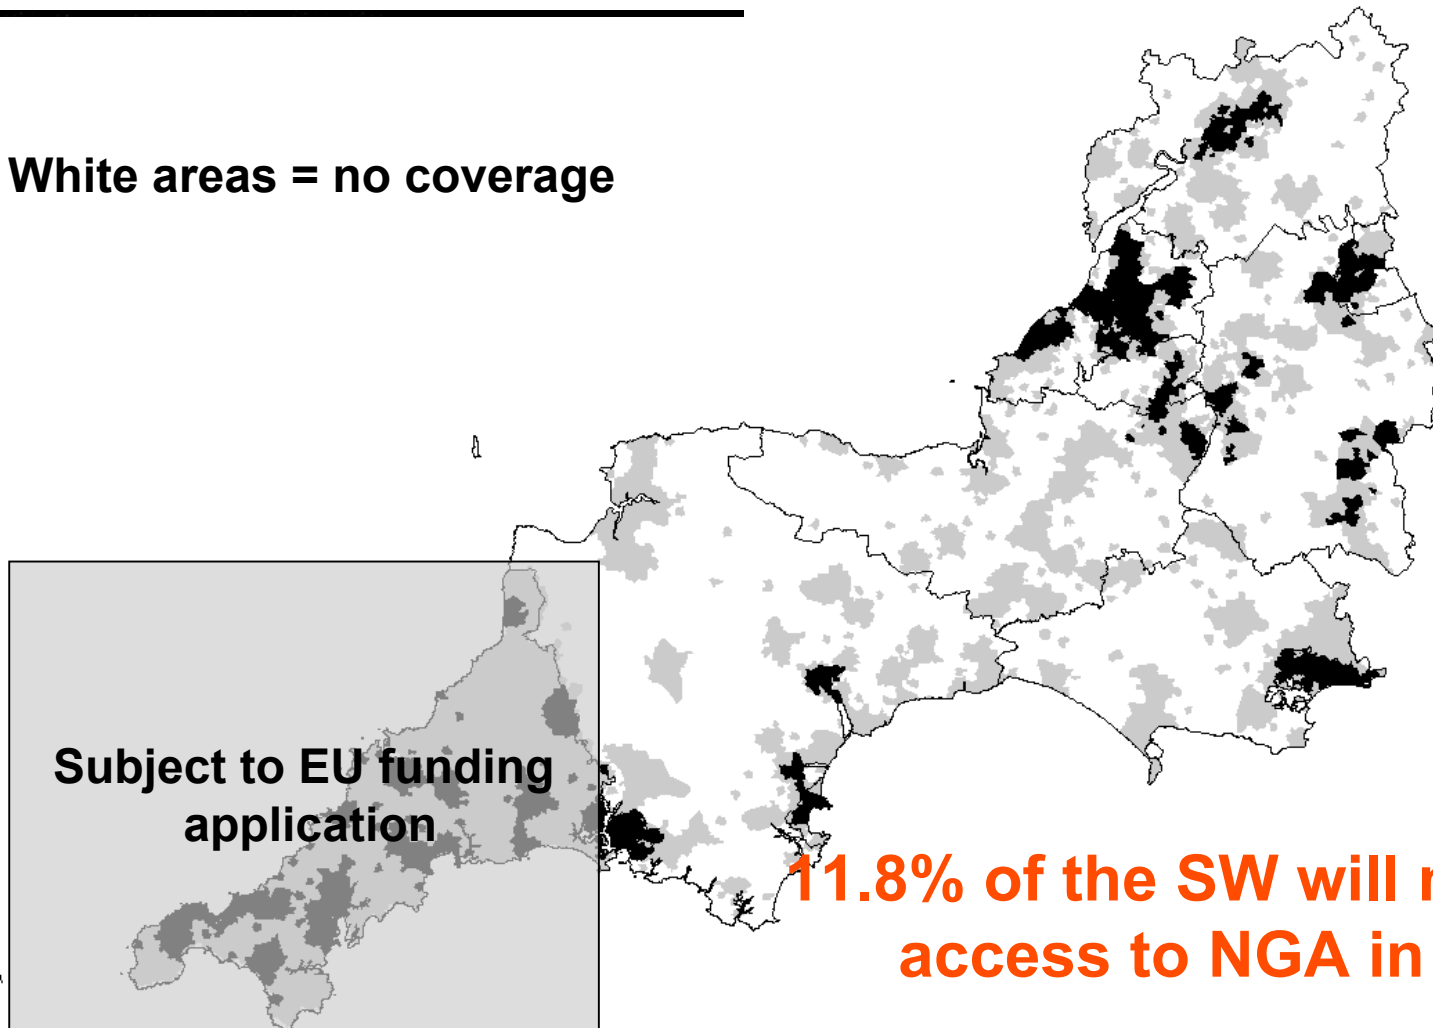 White areas = no coverage
Subject to EU funding
application
11.8% of the SW will
access to NGA in